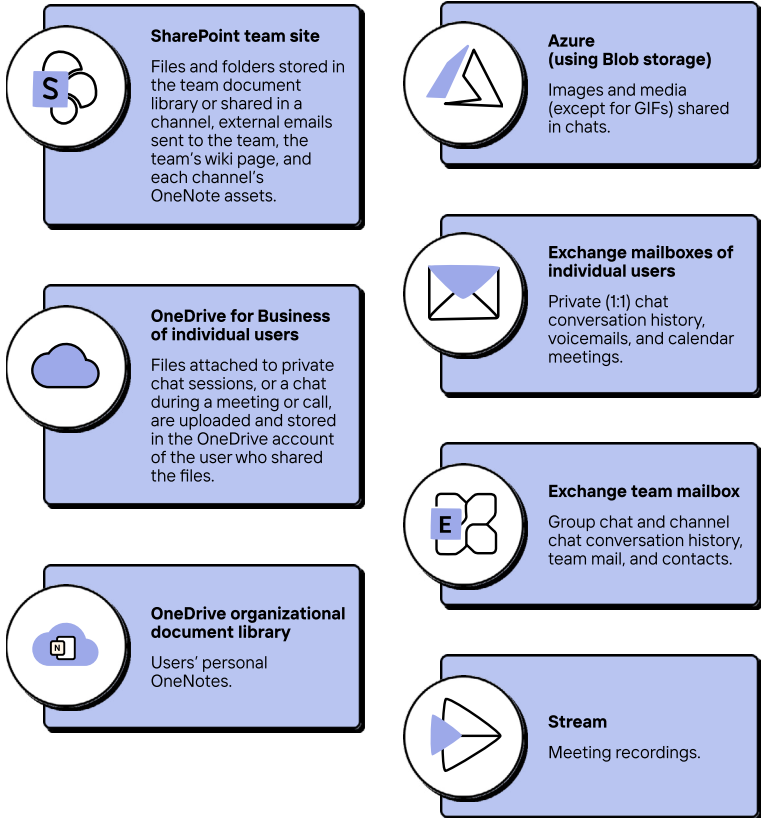 SharePoint team site
Files and folders stored in
the team document
library or shared in a
channel, external emails
sent to the team, the
team's wiki page, and
each channel's
OneNote assets.
S
OneDrive for Business
of individual users
Files attached to private
chat sessions, or a chat
during a meeting or call,
are uploaded and stored
in the OneDrive account
of the user who shared
the files.
OneDrive organizational
document library
Users' personal
OneNotes.
N
Azure
(using Blob storage)
Images and media
(except for GIFs) shared
in chats.
Exchange mailboxes of
individual users
Private (1:1) chat
conversation history,
voicemails, and calendar
meetings.
Exchange team mailbox
Group chat and channel
chat conversation history,
team mail, and contacts.
E
Stream
Meeting recordings.